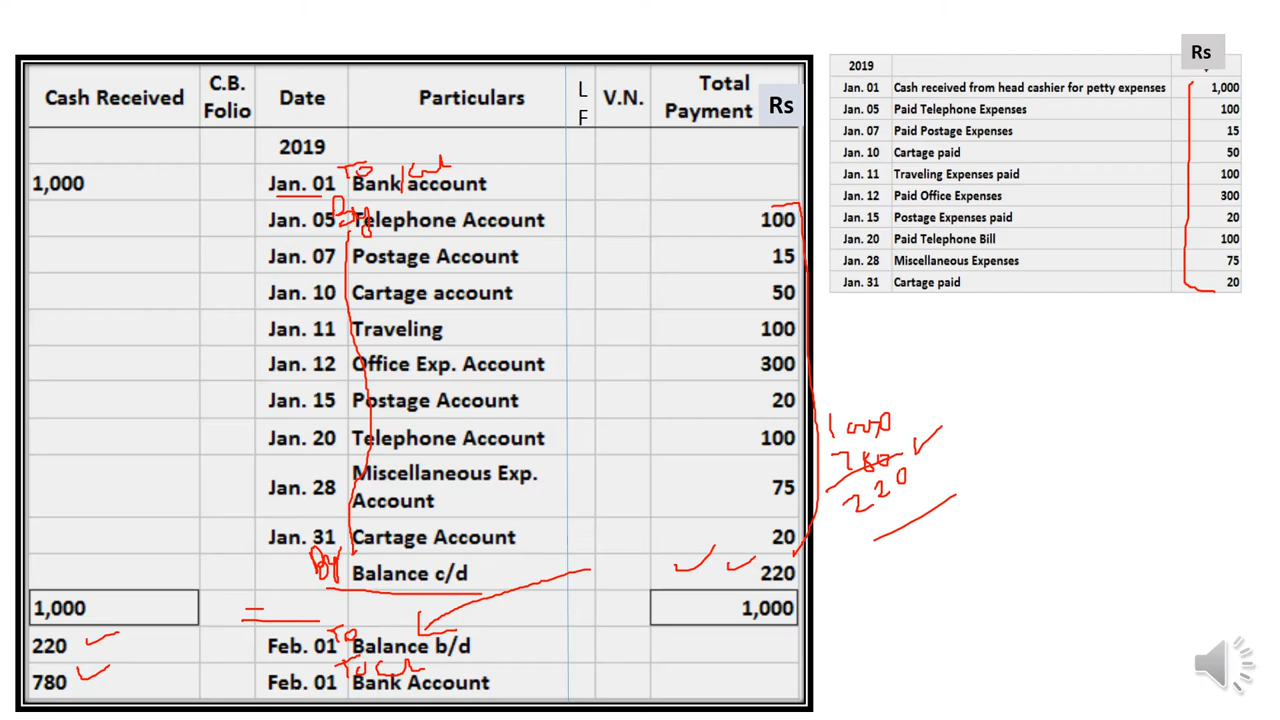 Cash Received C.B. Folio Date Particulars L F V.N. Total Payment Rs
2019
1,000 Jan. 01 To Bank/Cash account
Jan. 05 By Telephone Account 100
Jan. 07 Postage Account 15
Jan. 10 Cartage account 50
Jan. 11 Traveling 100
Jan. 12 Office Exp. Account 300
Jan. 15 Postage Account 20
Jan. 20 Telephone Account 100
Jan. 28 Miscellaneous Exp. Account 75
Jan. 31 Cartage Account 20
By Balance c/d 220
1,000 = 1,000
220 Feb. 01 To Balance b/d
780 Feb. 01 To Cash Bank Account
Rs
2019
Jan. 01 Cash received from head cashier for petty expenses 1,000
Jan. 05 Paid Telephone Expenses 100
Jan. 07 Paid Postage Expenses 15
Jan. 10 Cartage paid 50
Jan. 11 Traveling Expenses paid 100
Jan. 12 Paid Office Expenses 300
Jan. 15 Postage Expenses paid 20
Jan. 20 Paid Telephone Bill 100
Jan. 28 Miscellaneous Expenses 75
Jan. 31 Cartage paid 20
1000
780
220